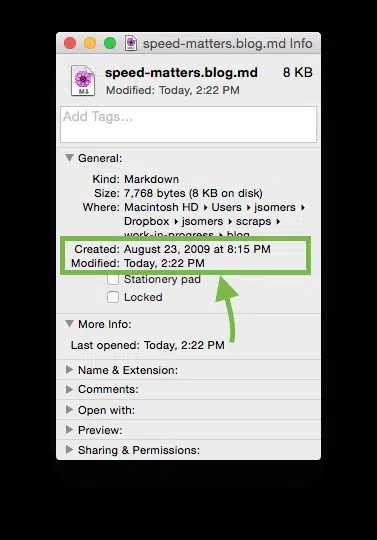 speed-matters.blog.md Info
speed-matters.blog.md 8 KB
Modified: Today, 2:22 PM
Add Tags...
General:
Kind: Markdown
Size: 7,768 bytes (8 KB on disk)
Where: Macintosh HD ▸ Users ▸ jsomers ▸
Dropbox ▸ jsomers ▸ scraps ▸
work-in-progress ▸ blog
Created: August 23, 2009 at 8:15 PM
Modified: Today, 2:22 PM
Stationery pad
Locked
More Info:
Last opened: Today, 2:22 PM
Name & Extension:
Comments:
Open with:
Preview:
Sharing & Permissions: